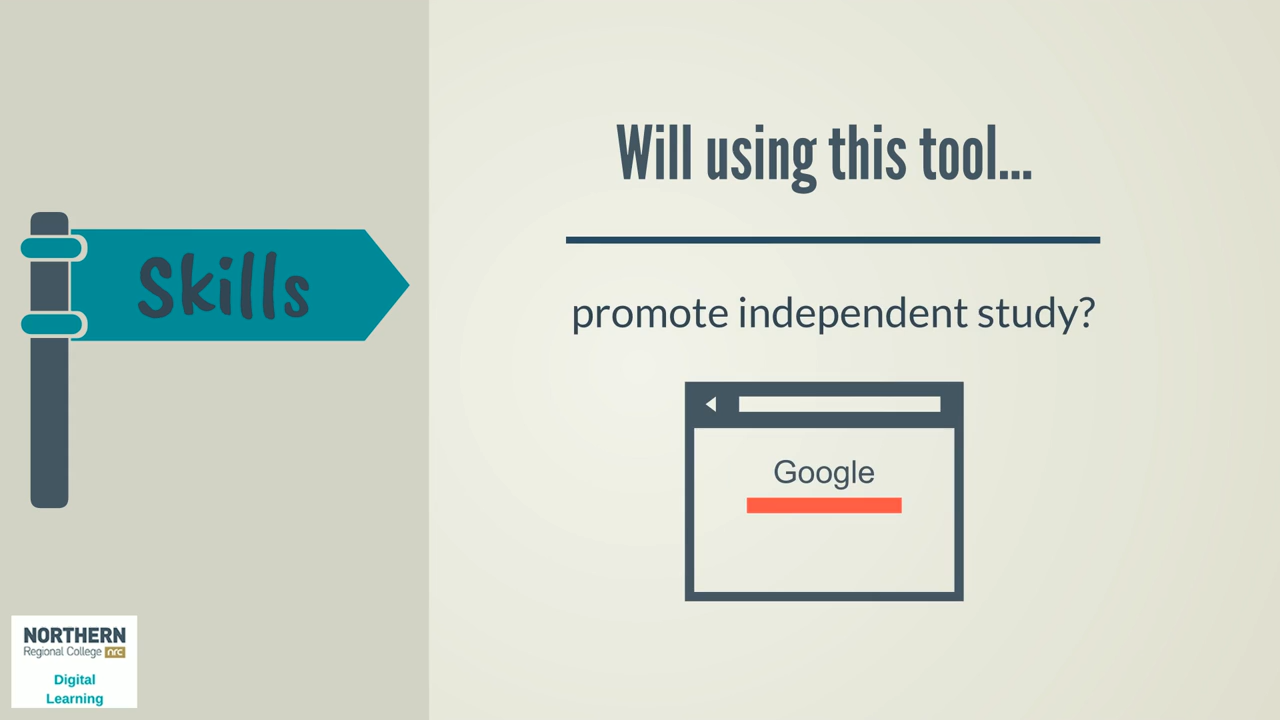 Skills
Will using this tool...
promote independent study?
Google
NORTHERN
Regional College nrc
Digital
Learning